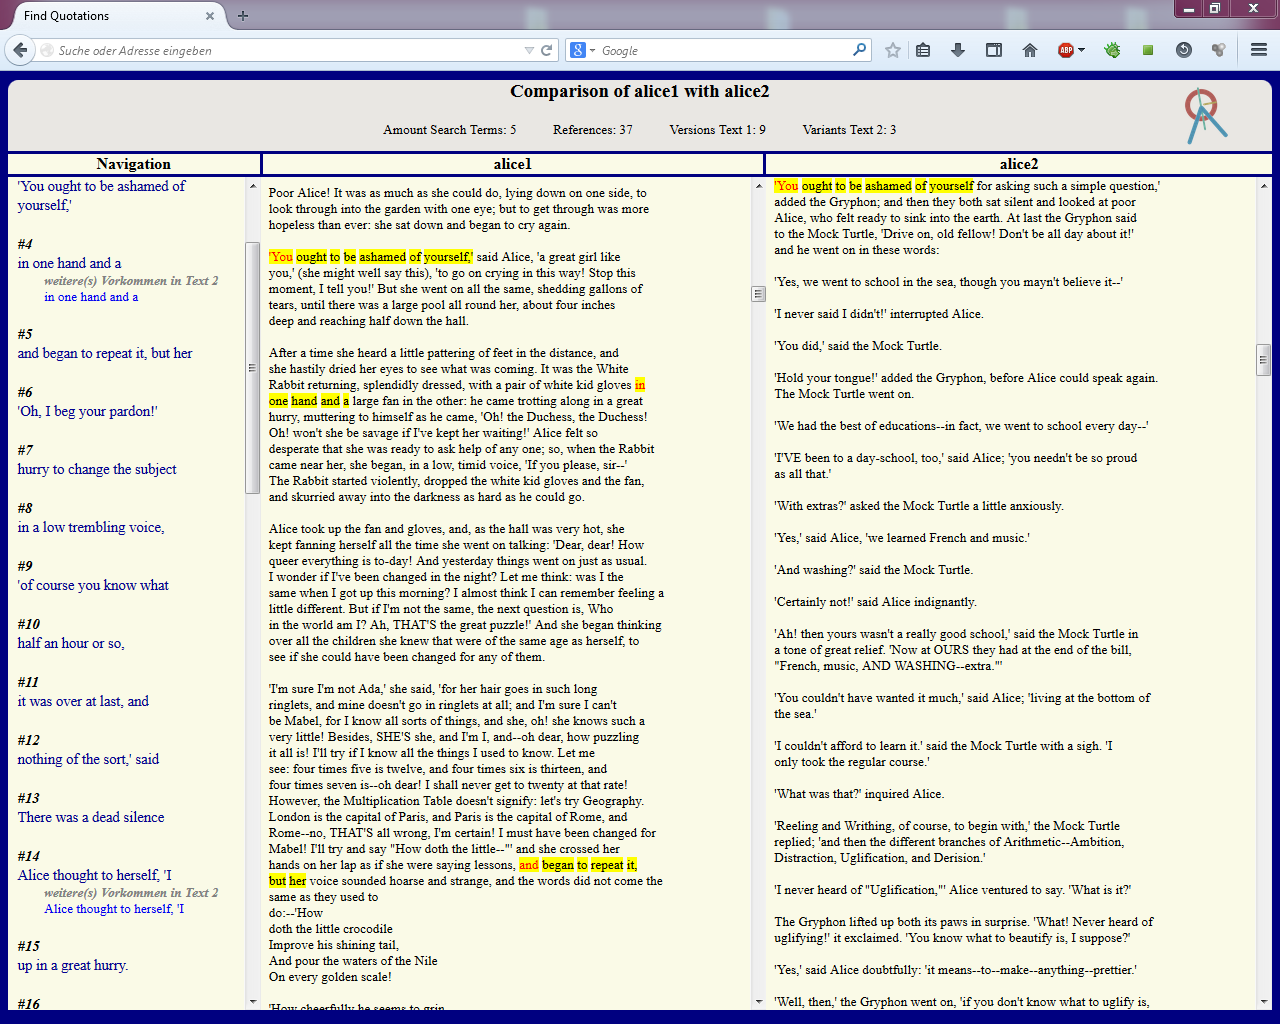 Find Quotations
Suche oder Adresse eingeben
Google
ABP
Comparison of alice1 with alice2
Amount Search Terms: 5 References: 37 Versions Text 1: 9 Variants Text 2: 3
Navigation
'You ought to be ashamed of
yourself,'
#4
in one hand and a
weitere(s) Vorkommen in Text 2
in one hand and a
#5
and began to repeat it, but her
#6
'Oh, I beg your pardon!'
#7
hurry to change the subject
#8
in a low trembling voice,
#9
'of course you know what
#10
half an hour or so,
#11
it was over at last, and
#12
nothing of the sort,' said
#13
There was a dead silence
#14
Alice thought to herself, 'I
weitere(s) Vorkommen in Text 2
Alice thought to herself, 'I
#15
up in a great hurry.
#16
alice1
Poor Alice! It was as much as she could do, lying down on one side, to
look through into the garden with one eye; but to get through was more
hopeless than ever: she sat down and began to cry again.
'You ought to be ashamed of yourself,' said Alice, 'a great girl like
you,' (she might well say this), 'to go on crying in this way! Stop this
moment, I tell you!' But she went on all the same, shedding gallons of
tears, until there was a large pool all round her, about four inches
deep and reaching half down the hall.
After a time she heard a little pattering of feet in the distance, and
she hastily dried her eyes to see what was coming. It was the White
Rabbit returning, splendidly dressed, with a pair of white kid gloves in
one hand and a large fan in the other: he came trotting along in a great
hurry, muttering to himself as he came, 'Oh! the Duchess, the Duchess!
Oh! won't she be savage if I've kept her waiting!' Alice felt so
desperate that she was ready to ask help of any one; so, when the Rabbit
came near her, she began, in a low, timid voice, 'If you please, sir--'
The Rabbit started violently, dropped the white kid gloves and the fan,
and skurried away into the darkness as hard as he could go.
Alice took up the fan and gloves, and, as the hall was very hot, she
kept fanning herself all the time she went on talking: 'Dear, dear! How
queer everything is to-day! And yesterday things went on just as usual.
I wonder if I've been changed in the night? Let me think: was I the
same when I got up this morning? I almost think I can remember feeling a
little different. But if I'm not the same, the next question is, Who
in the world am I? Ah, THAT'S the great puzzle!' And she began thinking
over all the children she knew that were of the same age as herself, to
see if she could have been changed for any of them.
'I'm sure I'm not Ada,' she said, 'for her hair goes in such long
ringlets, and mine doesn't go in ringlets at all; and I'm sure I can't
be Mabel, for I know all sorts of things, and she, oh! she knows such a
very little! Besides, SHE'S she, and I'm I, and--oh dear, how puzzling
it all is! I'll try if I know all the things I used to know. Let me
see: four times five is twelve, and four times six is thirteen, and
four times seven is--oh dear! I shall never get to twenty at that rate!
However, the Multiplication Table doesn't signify: let's try Geography.
London is the capital of Paris, and Paris is the capital of Rome, and
Rome--no, THAT'S all wrong, I'm certain! I must have been changed for
Mabel! I'll try and say "How doth the little--"' and she crossed her
hands on her lap as if she were saying lessons, and began to repeat it,
but her voice sounded hoarse and strange, and the words did not come the
same as they used to
do:--'How
doth the little crocodile
Improve his shining tail,
And pour the waters of the Nile
On every golden scale!
'How cheerfully he seems to grin,
alice2
'You ought to be ashamed of yourself for asking such a simple question,'
added the Gryphon; and then they both sat silent and looked at poor
Alice, who felt ready to sink into the earth. At last the Gryphon said
to the Mock Turtle, 'Drive on, old fellow! Don't be all day about it!'
and he went on in these words:
'Yes, we went to school in the sea, though you mayn't believe it--'
'I never said I didn't!' interrupted Alice.
'You did,' said the Mock Turtle.
'Hold your tongue!' added the Gryphon, before Alice could speak again.
The Mock Turtle went on.
'We had the best of educations--in fact, we went to school every day--'
'I'VE been to a day-school, too,' said Alice; 'you needn't be so proud
as all that.'
'With extras?' asked the Mock Turtle a little anxiously.
'Yes,' said Alice, 'we learned French and music.'
'And washing?' said the Mock Turtle.
'Certainly not!' said Alice indignantly.
'Ah! then yours wasn't a really good school,' said the Mock Turtle in
a tone of great relief. 'Now at OURS they had at the end of the bill,
"French, music, AND WASHING--extra."'
'You couldn't have wanted it much,' said Alice; 'living at the bottom of
the sea.'
'I couldn't afford to learn it.' said the Mock Turtle with a sigh. 'I
only took the regular course.'
'What was that?' inquired Alice.
'Reeling and Writhing, of course, to begin with,' the Mock Turtle
replied; 'and then the different branches of Arithmetic--Ambition,
Distraction, Uglification, and Derision.'
'I never heard of "Uglification,"' Alice ventured to say. 'What is it?'
The Gryphon lifted up both its paws in surprise. 'What! Never heard of
uglifying!' it exclaimed. 'You know what to beautify is, I suppose?'
'Yes,' said Alice doubtfully: 'it means--to--make--anything--prettier.'
'Well, then,' the Gryphon went on, 'if you don't know what to uglify is,